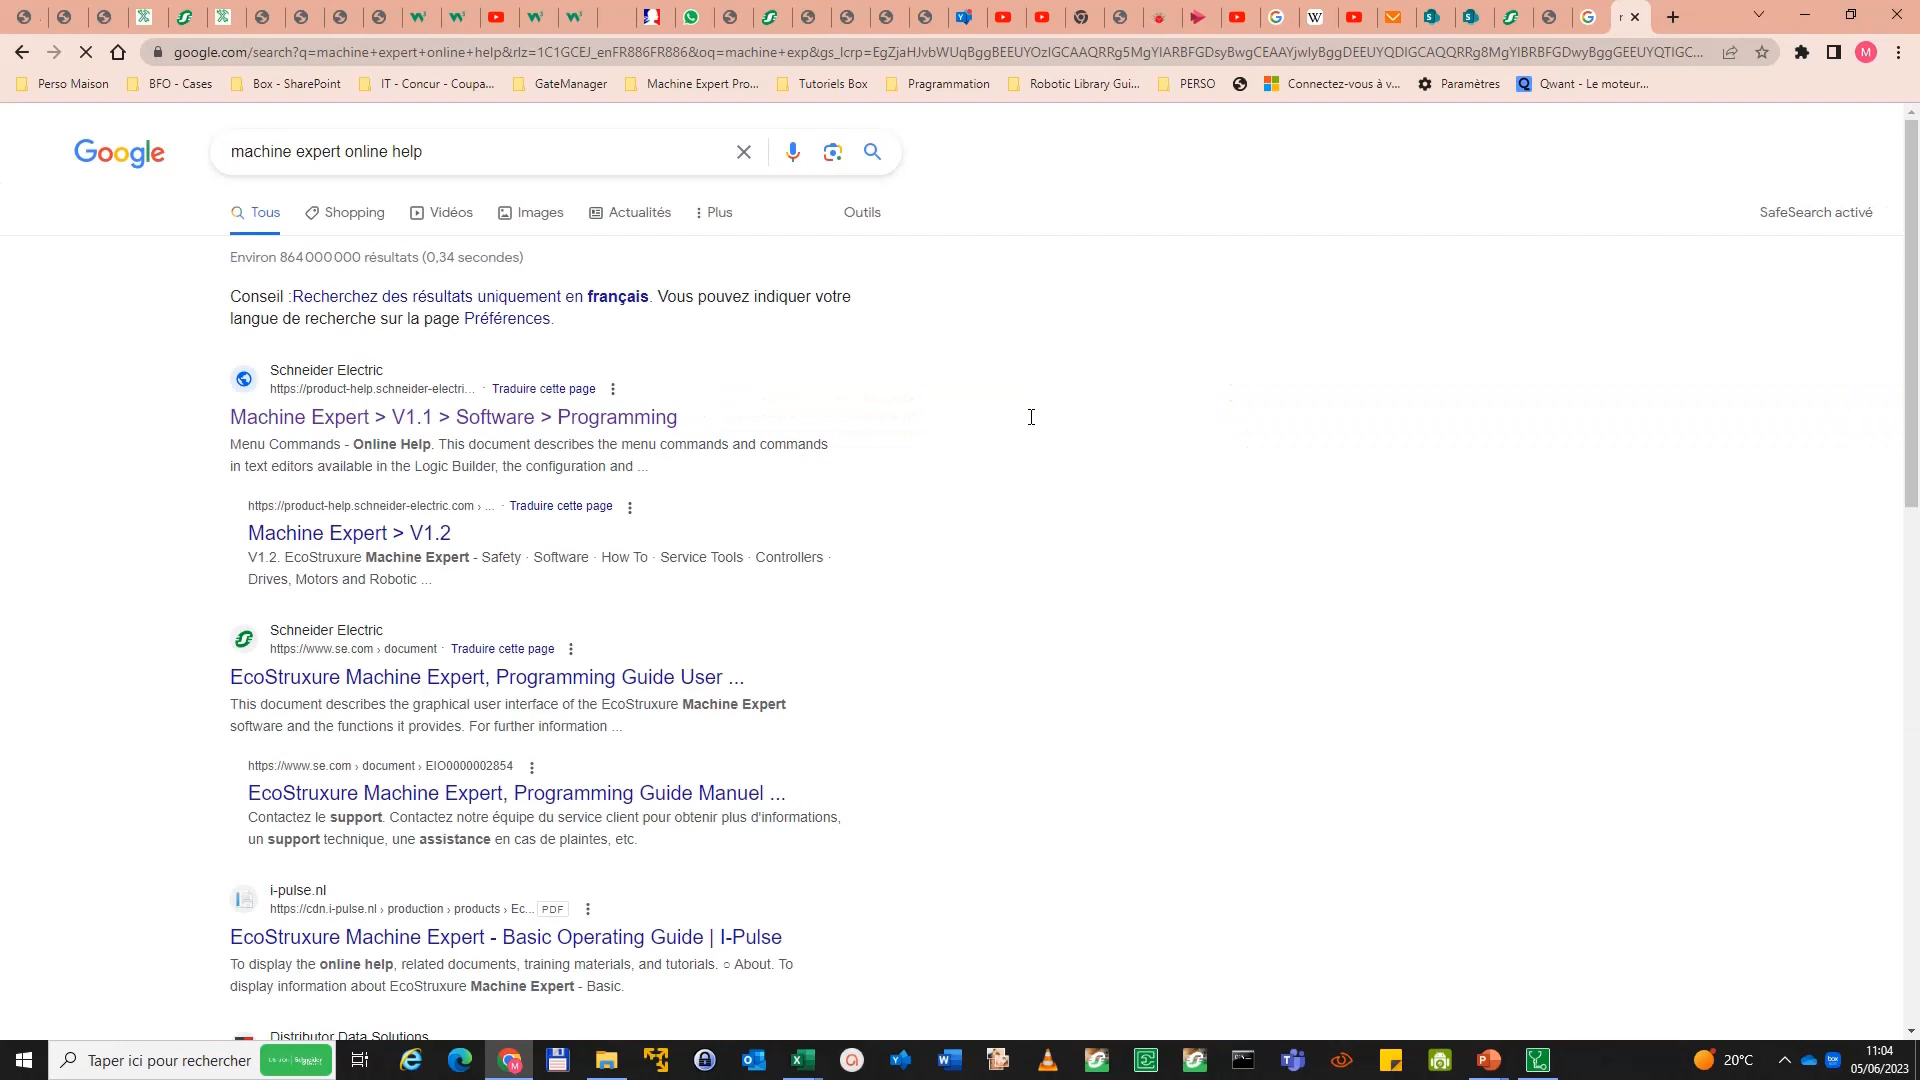 google.com/search?q=machine+expert+online+help&rlz=1C1GCEJ_enFR886FR886&oq=machine+exp&gs_lcrp=EgZjaHJvbWUqBggBEEUYOzIGCAAQRRg5MgYIARBFGDsyBwgCEAAYjwIyBggDEEUYQDIGCAQQRRg8MgYIBRBFGDwyBggGEEUYQTIGC...
Perso Maison
BFO - Cases
Box - SharePoint
IT - Concur - Coupa...
GateManager
Machine Expert Pro...
Tutoriels Box
Pragrammation
Robotic Library Gui...
PERSO
Connectez-vous à v...
Paramètres
Qwant - Le moteur...
Google
machine expert online help
Tous
Shopping
Vidéos
Images
Actualités
Plus
Outils
SafeSearch activé
Environ 864 000 000 résultats (0,34 secondes)
Conseil :Recherchez des résultats uniquement en français. Vous pouvez indiquer votre
langue de recherche sur la page Préférences.
Schneider Electric
https://product-help.schneider-electri... · Traduire cette page
Machine Expert > V1.1 > Software > Programming
Menu Commands - Online Help. This document describes the menu commands and commands
in text editors available in the Logic Builder, the configuration and ...
https://product-help.schneider-electric.com › ... · Traduire cette page
Machine Expert > V1.2
V1.2. EcoStruxure Machine Expert - Safety · Software · How To · Service Tools · Controllers ·
Drives, Motors and Robotic ...
Schneider Electric
https://www.se.com › document · Traduire cette page
EcoStruxure Machine Expert, Programming Guide User ...
This document describes the graphical user interface of the EcoStruxure Machine Expert
software and the functions it provides. For further information ...
https://www.se.com › document › EIO0000002854
EcoStruxure Machine Expert, Programming Guide Manuel ...
Contactez le support. Contactez notre équipe du service client pour obtenir plus d'informations,
un support technique, une assistance en cas de plaintes, etc.
i-pulse.nl
https://cdn.i-pulse.nl › production › products › Ec... PDF
EcoStruxure Machine Expert - Basic Operating Guide | I-Pulse
To display the online help, related documents, training materials, and tutorials. ○ About. To
display information about EcoStruxure Machine Expert - Basic.
Distributor Data Solutions
Taper ici pour rechercher
20°C
11:04
05/06/2023